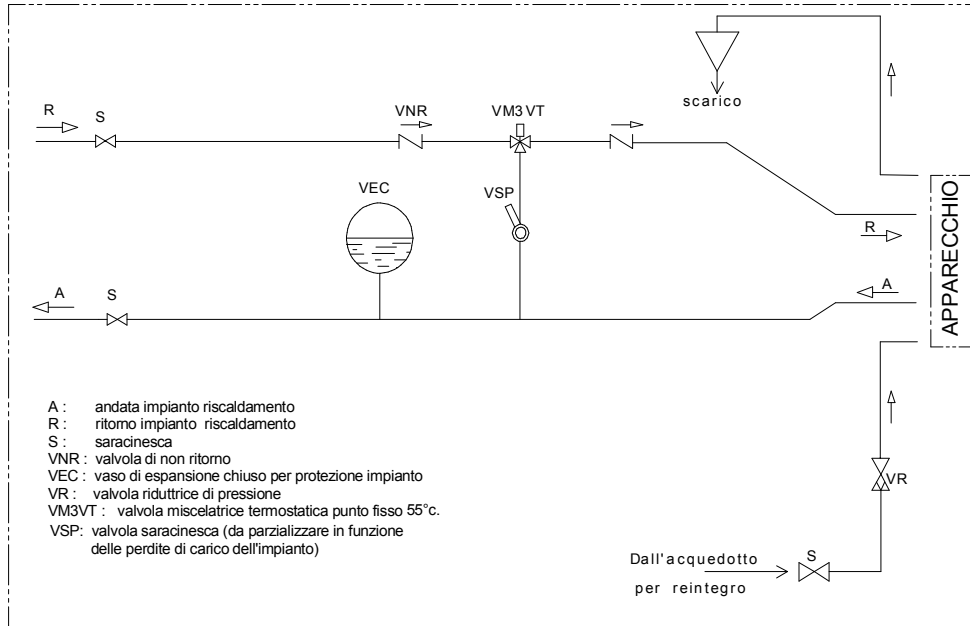 scarico
R
S
VNR
VM3 VT
VEC
VSP
R
A
A
S
APPARECCHIO
A : andata impianto riscaldamento
R : ritorno impianto riscaldamento
S : saracinesca
VNR : valvola di non ritorno
VEC : vaso di espansione chiuso per protezione impianto
VR : valvola riduttrice di pressione
VM3VT : valvola miscelatrice termostatica punto fisso 55°c.
VSP: valvola saracinesca (da parzializzare in funzione
delle perdite di carico dell'impianto)
VR
Dall'acquedotto
per reintegro
S